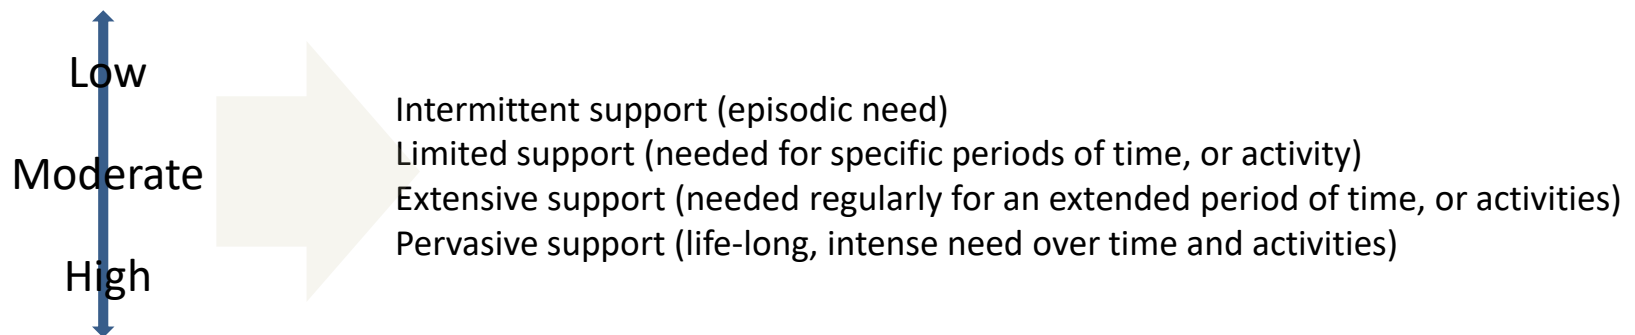 Low
Moderate
High
Intermittent support (episodic need)
Limited support (needed for specific periods of time, or activity)
Extensive support (needed regularly for an extended period of time, or activities)
Pervasive support (life-long, intense need over time and activities)